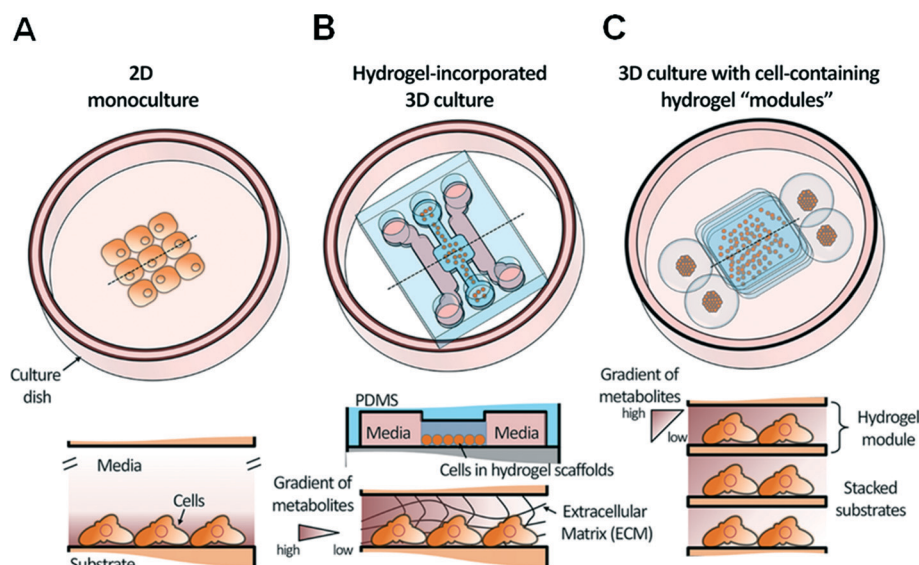 A
2D
monoculture
Culture
dish
Media
Cells
Substrate
B
Hydrogel-incorporated
3D culture
PDMS
Media
Media
Cells in hydrogel scaffolds
Gradient of
metabolites
high
low
Extracellular
Matrix (ECM)
C
3D culture with cell-containing
hydrogel “modules”
Gradient of
metabolites
high
low
Hydrogel
module
Stacked
substrates